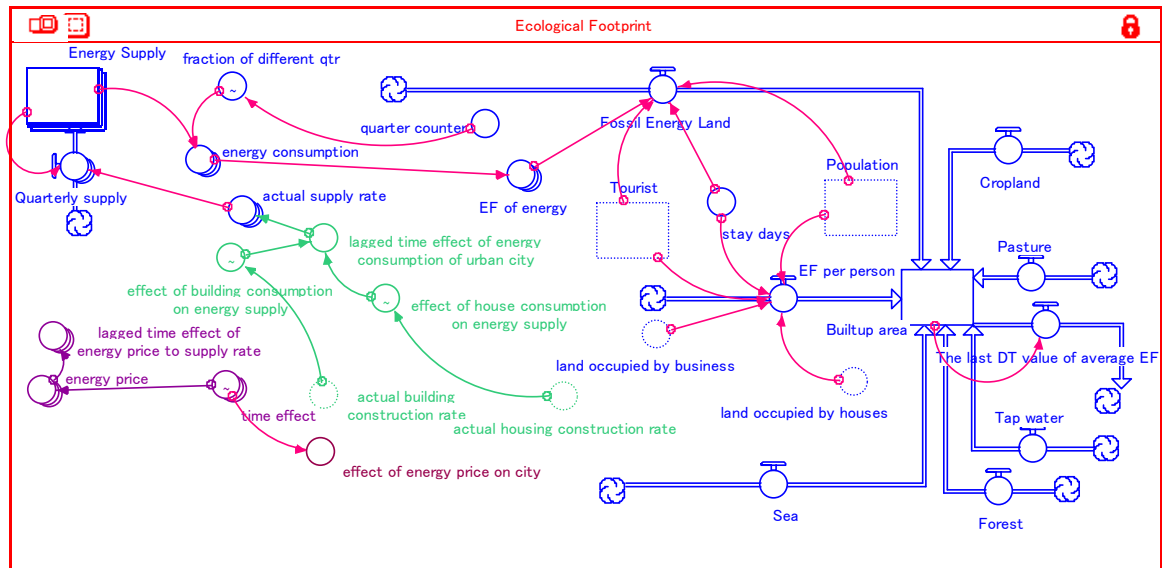 Ecological Footprint
Energy Supply
fraction of different qtr
quarter counter
Fossil Energy Land
energy consumption
Population
Cropland
Quarterly supply
actual supply rate
EF of energy
Tourist
stay days
lagged time effect of energy
consumption of urban city
Pasture
EF per person
effect of building consumption
on energy supply
effect of house consumption
on energy supply
Builtup area
lagged time effect of
energy price to supply rate
The last DT value of average EF
land occupied by business
energy price
time effect
actual building
construction rate
land occupied by houses
Tap water
actual housing construction rate
effect of energy price on city
Sea
Forest
~
~
~
~